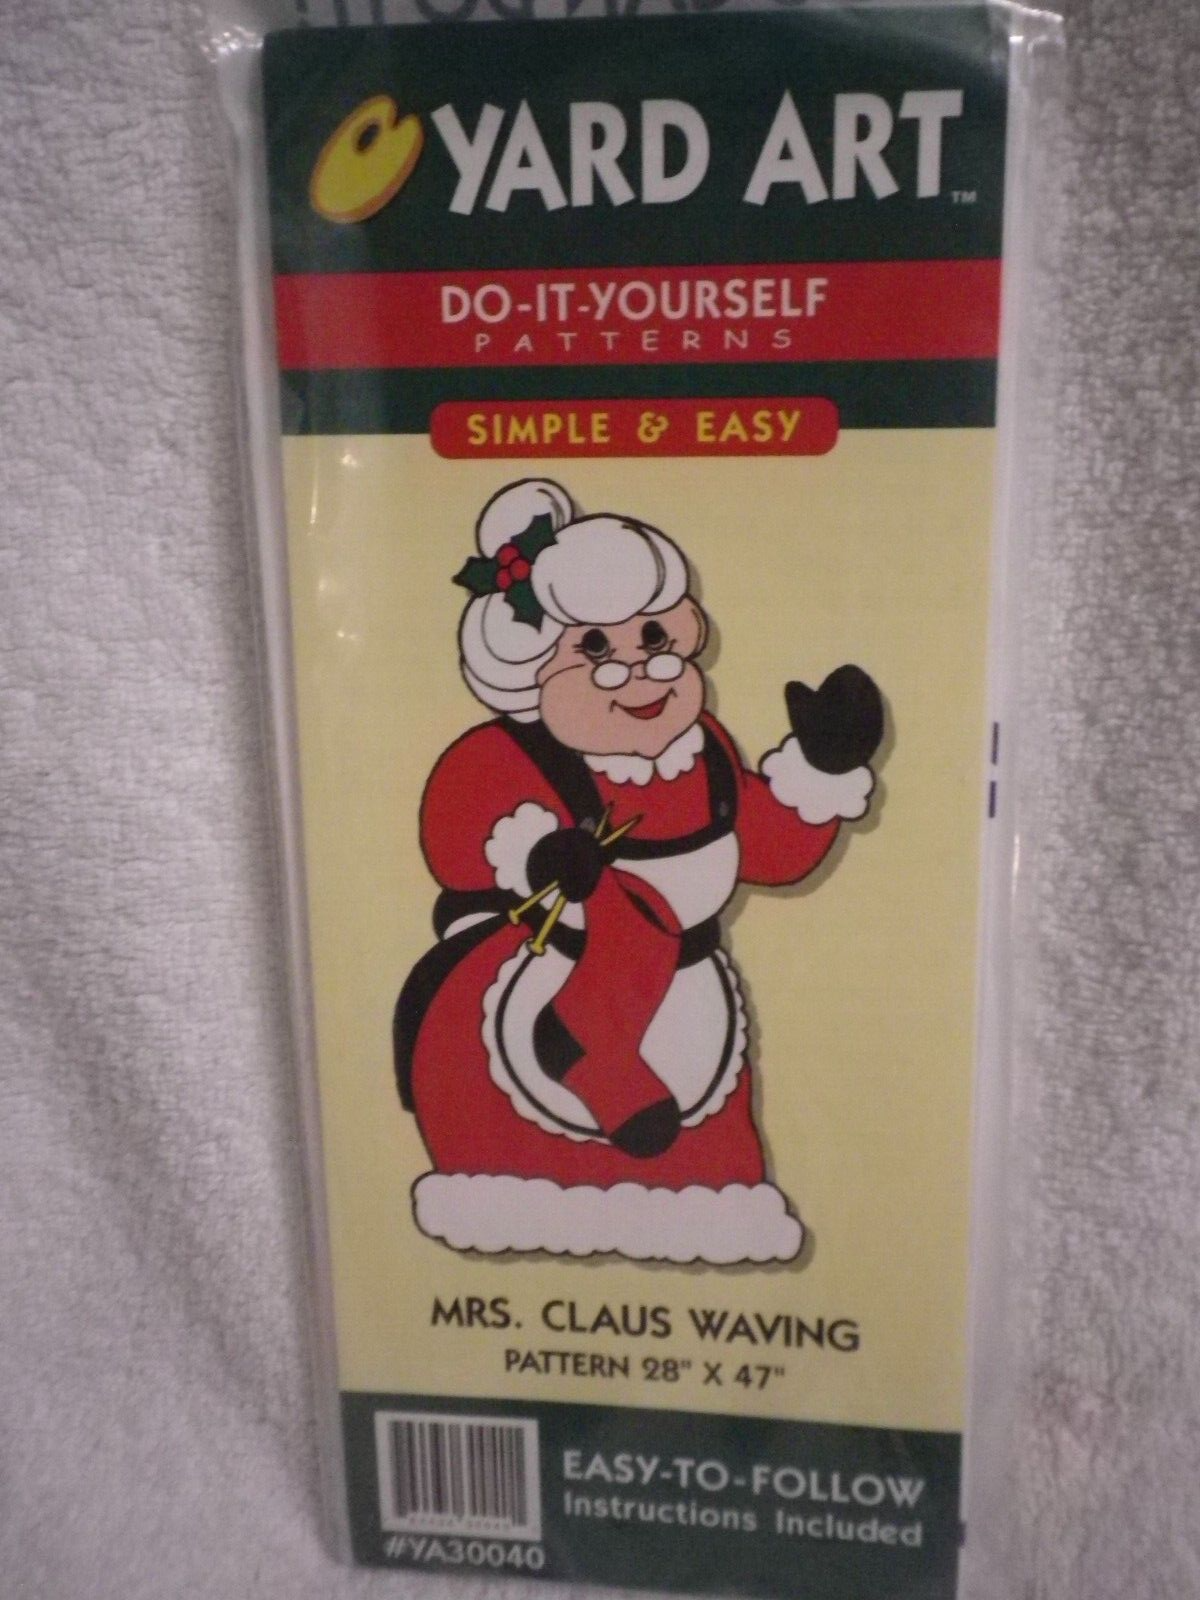 YARD ART™
DO-IT-YOURSELF
PATTERNS
SIMPLE & EASY
MRS. CLAUS WAVING
PATTERN 28" X 47"
EASY-TO-FOLLOW
Instructions Included
#YA30040